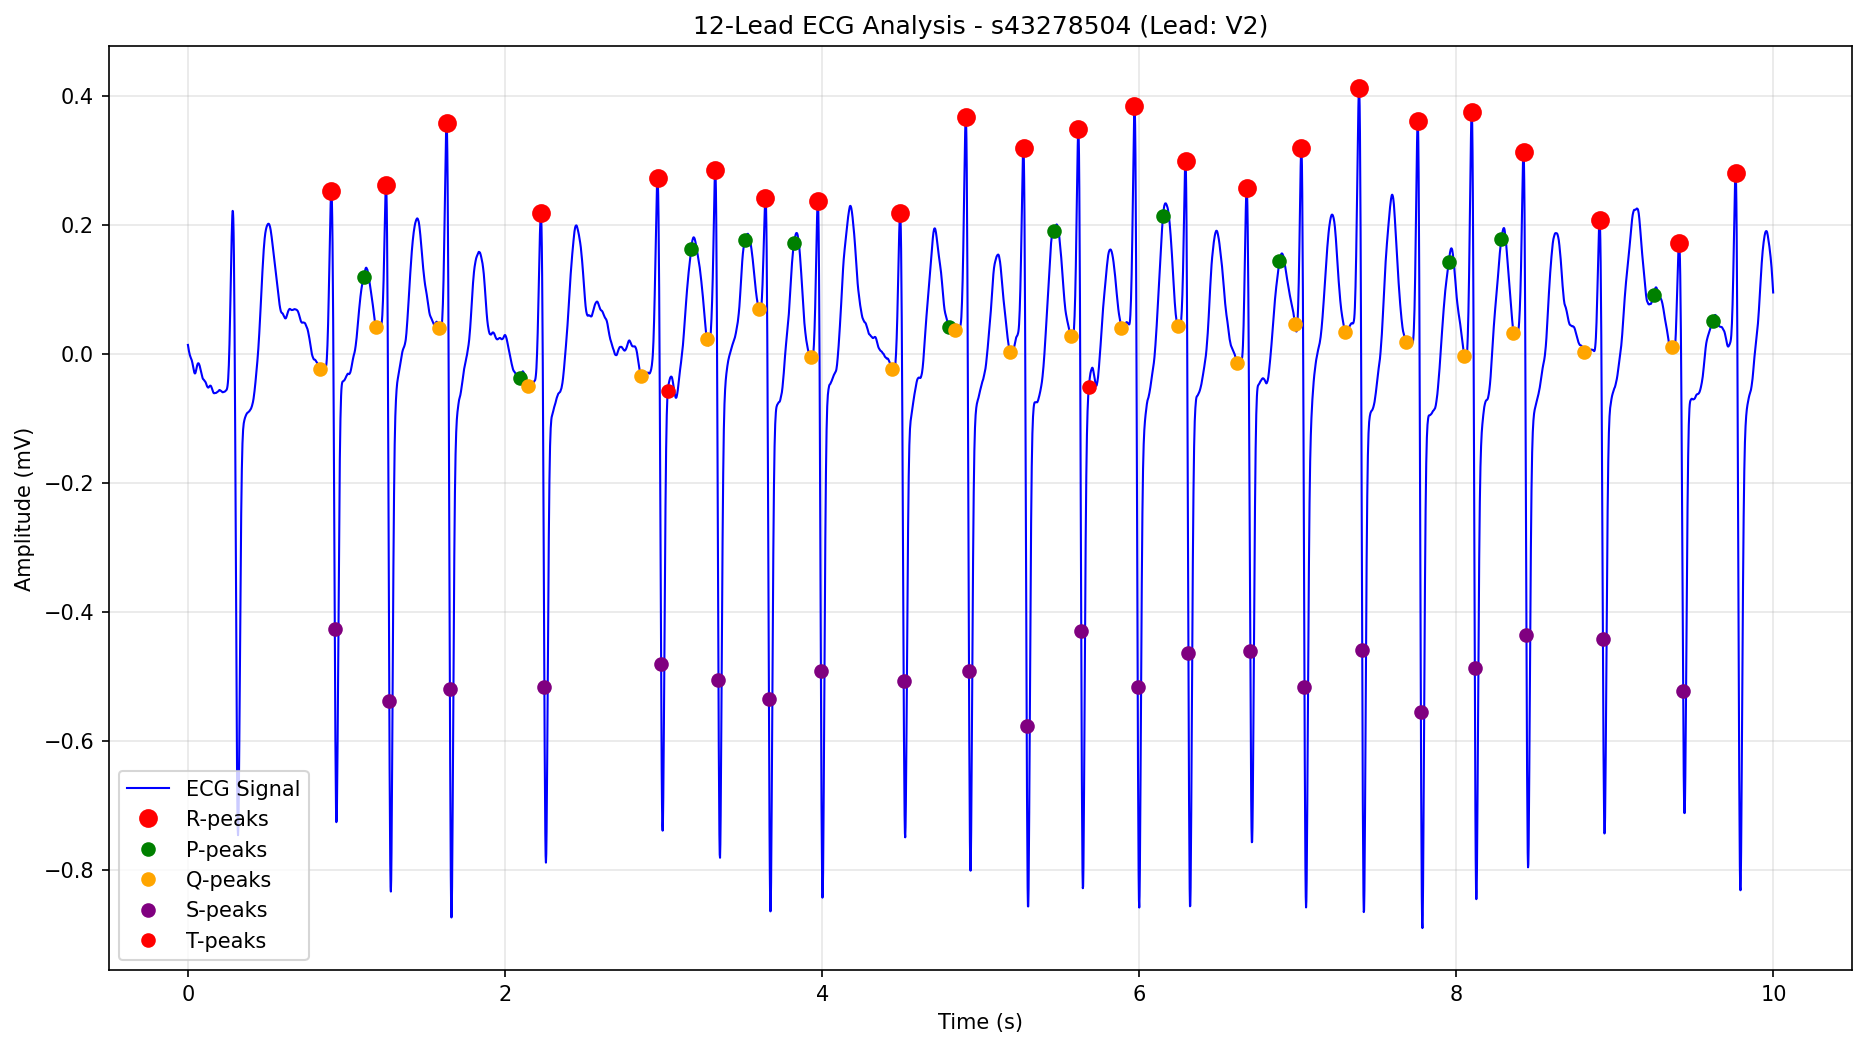 12-Lead ECG Analysis - s43278504 (Lead: V2)
Amplitude (mV)
0.4
0.2
0.0
−0.2
−0.4
−0.6
−0.8
ECG Signal
R-peaks
P-peaks
Q-peaks
S-peaks
T-peaks
0 2 4 6 8 10
Time (s)